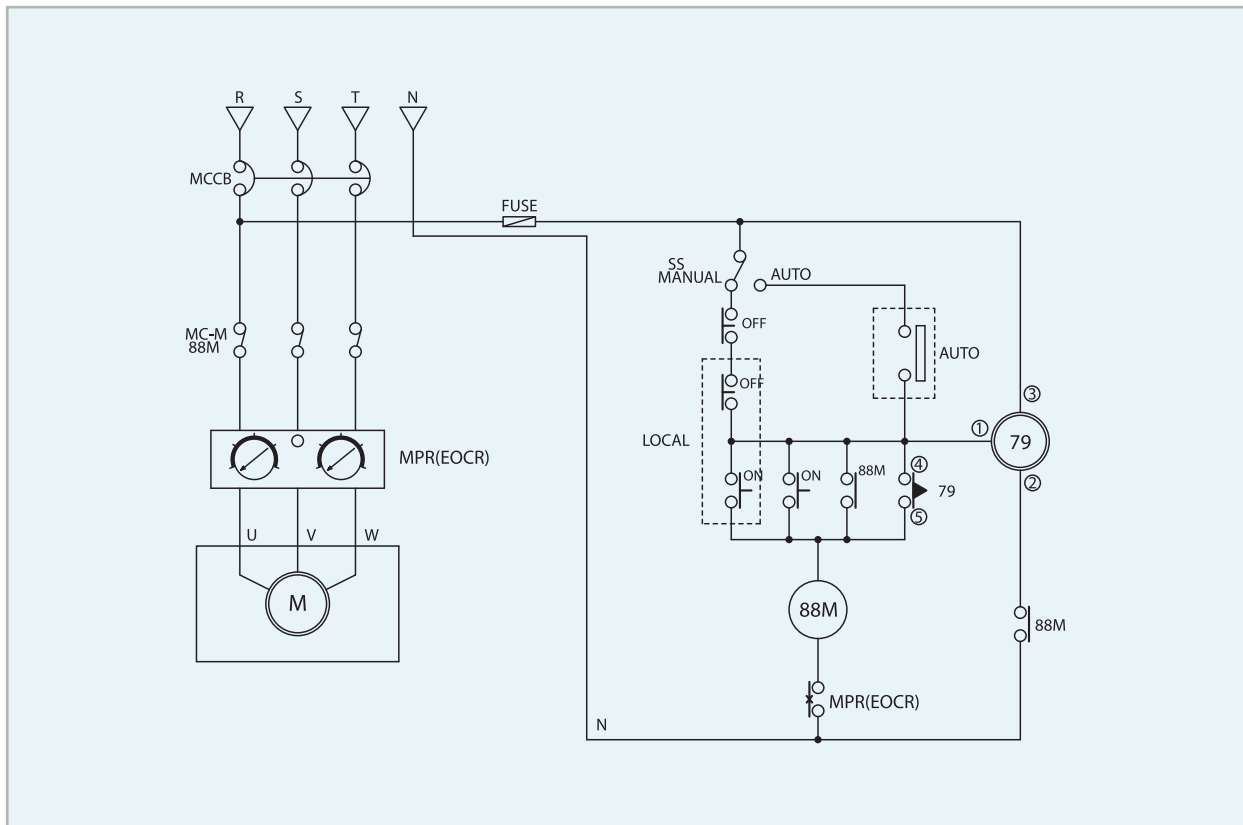 R S T N
MCCB
FUSE
SS
MANUAL AUTO
OFF
MC-M
88M
OFF
AUTO
③
LOCAL
① 79
MPR(EOCR)
ON ON 88M ④ 79
②
⑤
U V W
M
88M
88M
MPR(EOCR)
N